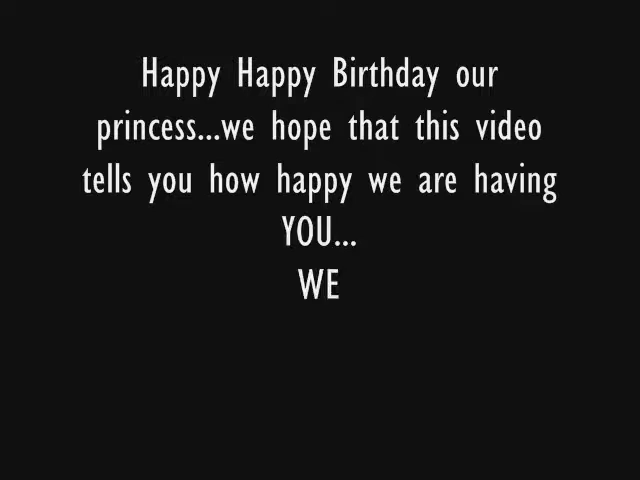 Happy Happy Birthday our
princess...we hope that this video
tells you how happy we are having
YOU...
WE